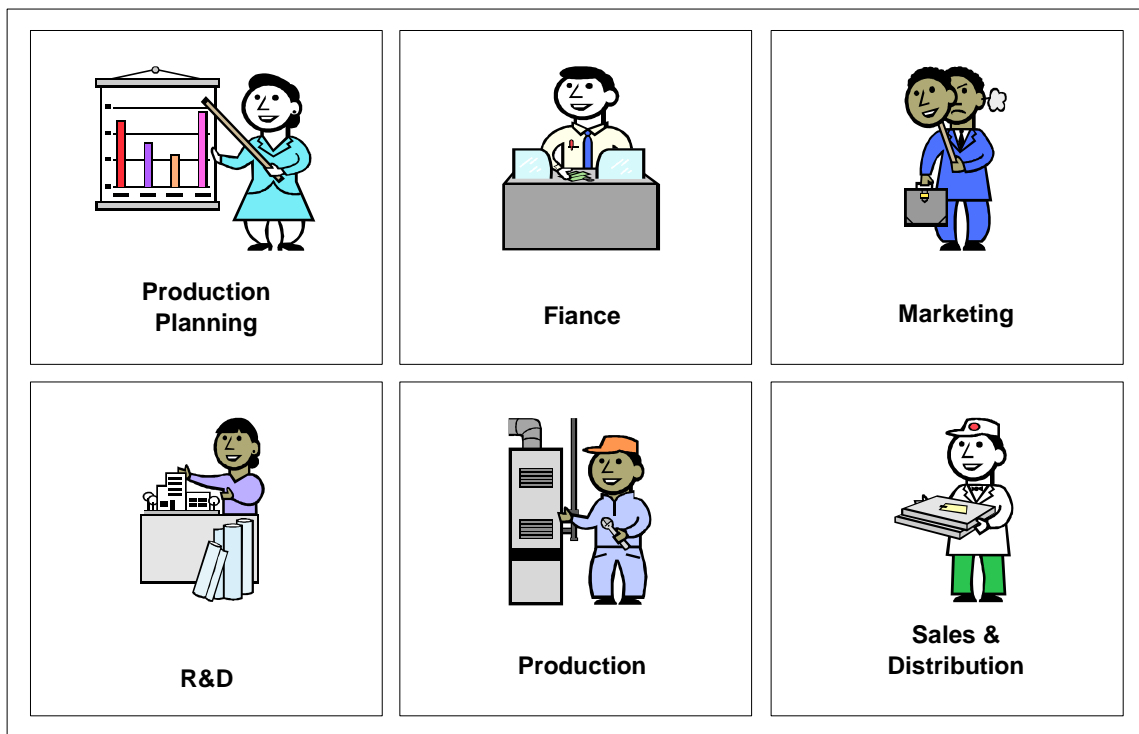 Production
Planning
Fiance
Marketing
R&D
Production
Sales &
Distribution